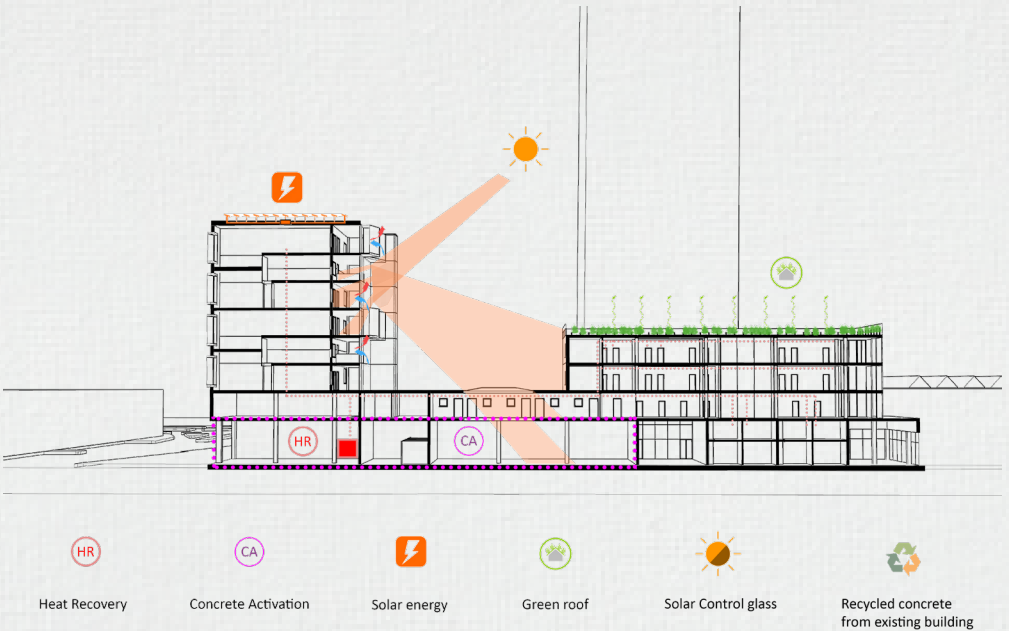 HR
CA
HR
CA
Heat Recovery
Concrete Activation
Solar energy
Green roof
Solar Control glass
Recycled concrete
from existing building